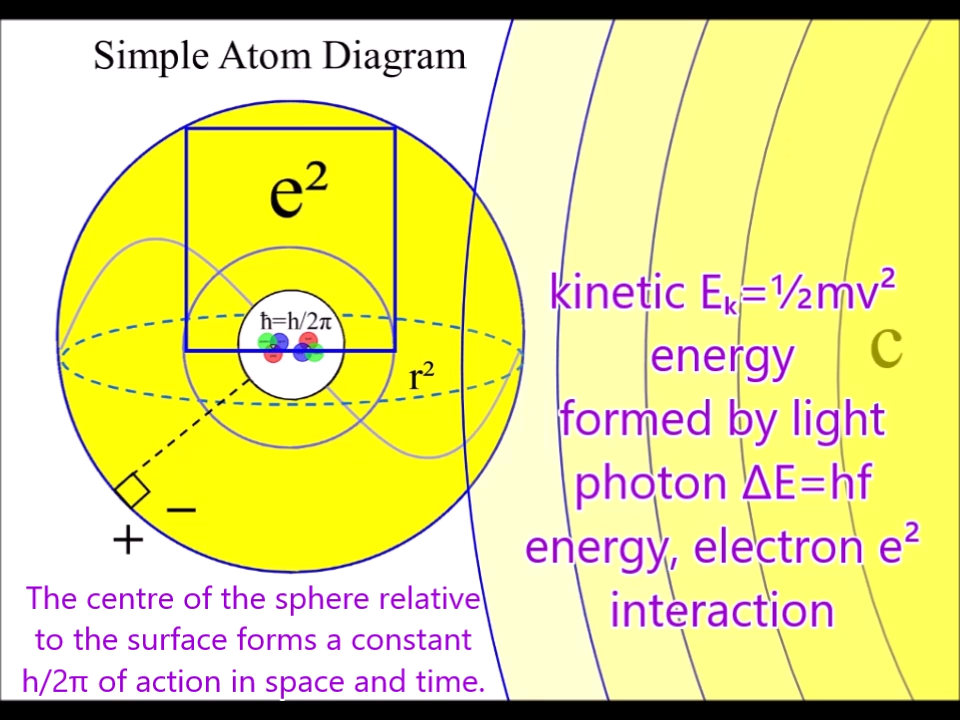 Simple Atom Diagram
e²
ħ=h/2π
r²
+
−
kinetic Eₖ=½mv²
energy
c
formed by light
photon ΔE=hf
energy, electron e²
interaction
The centre of the sphere relative
to the surface forms a constant
h/2π of action in space and time.